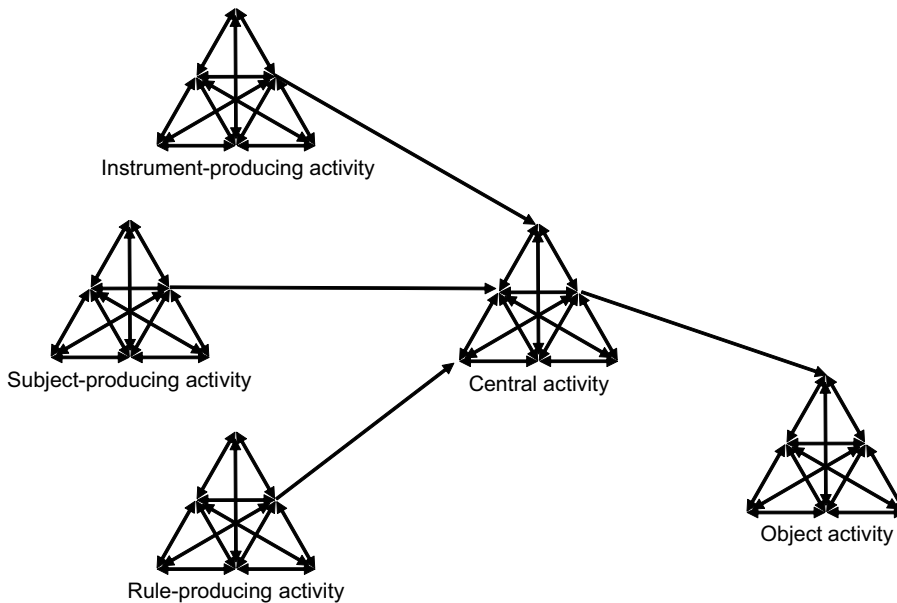 Instrument-producing activity
Subject-producing activity
Central activity
Object activity
Rule-producing activity